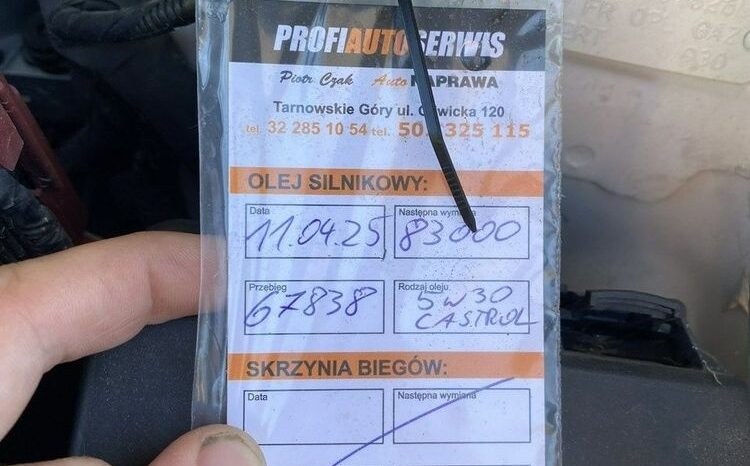 PROFIAUTOSERWIS
Piotr Czak Auto NAPRAWA
Tarnowskie Góry ul. 120
tel. 32 285 10 54 tel. 325 115
OLEJ SILNIKOWY:
Data Następna wymiana
11.04.25 83000
Przebieg Rodzaj oleju
67838 5W30
CASTROL
SKRZYNIA BIEGÓW:
Data Następna wymiana